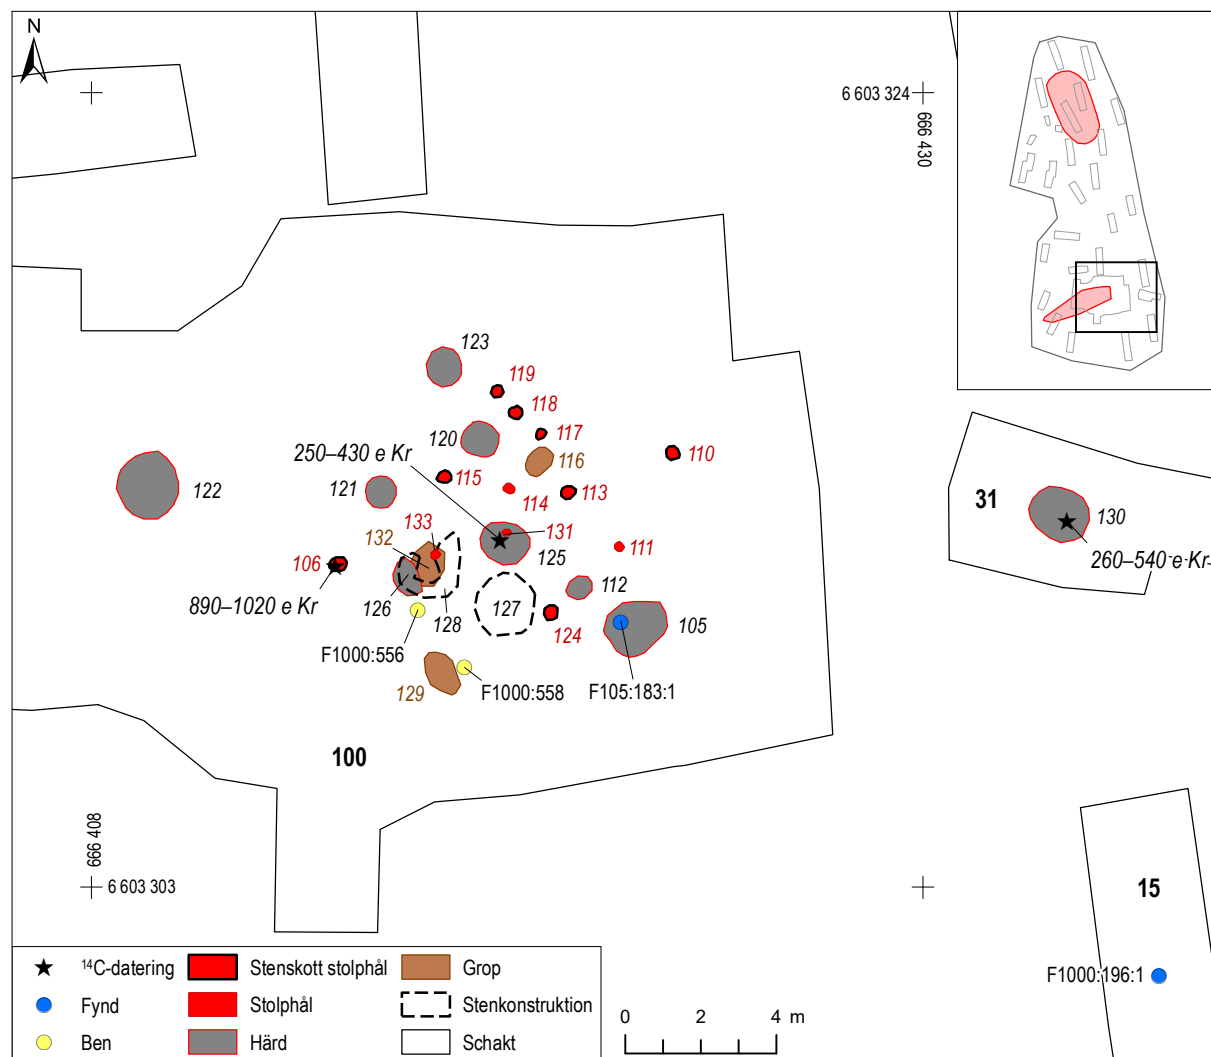 N
6 603 324
666 430
123
119
118
120
117
250–430 e Kr
116
110
115
122
121
114
113
31
133
131
130
132
125
111
106
260–540 e Kr
112
890–1020 e Kr
126
128
127
124
105
F1000:556
F1000:558
F105:183:1
129
100
666 408
6 603 303
15
F1000:196:1
¹⁴C-datering
Stenskott stolphål
Grop
Fynd
Stolphål
Stenkonstruktion
Ben
Härd
Schakt
0 2 4 m